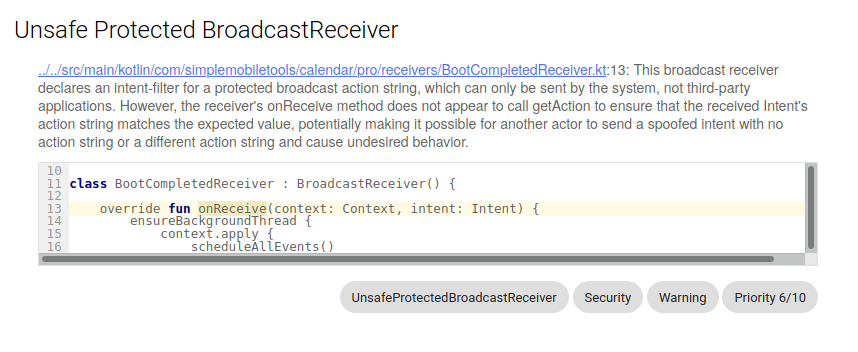 Unsafe Protected BroadcastReceiver
../../src/main/kotlin/com/simplemobiletools/calendar/pro/receivers/BootCompletedReceiver.kt:13: This broadcast receiver
declares an intent-filter for a protected broadcast action string, which can only be sent by the system, not third-party
applications. However, the receiver's onReceive method does not appear to call getAction to ensure that the received Intent's
action string matches the expected value, potentially making it possible for another actor to send a spoofed intent with no
action string or a different action string and cause undesired behavior.
10
11 class BootCompletedReceiver : BroadcastReceiver() {
12
13     override fun onReceive(context: Context, intent: Intent) {
14         ensureBackgroundThread {
15             context.apply {
16                 scheduleAllEvents()
UnsafeProtectedBroadcastReceiver Security Warning Priority 6/10